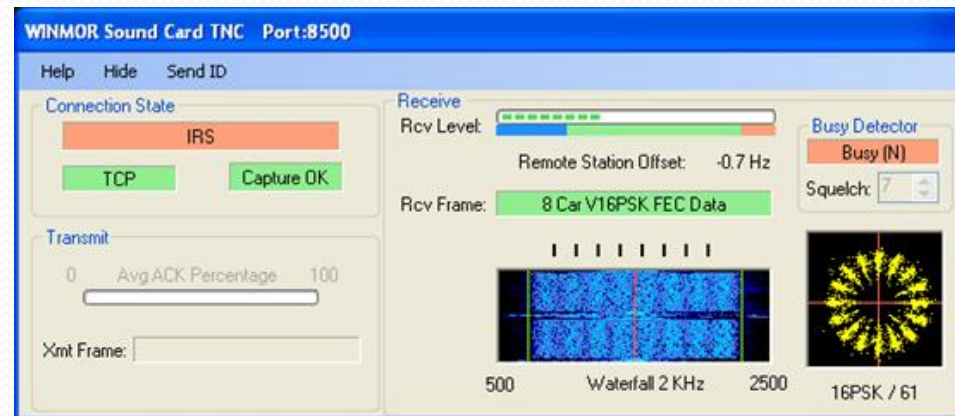 WINMOR Sound Card TNC Port:8500
Help Hide Send ID
Connection State
IRS
TCP Capture OK
Transmit
0 Avg ACK Percentage 100
Xmt Frame:
Receive
Rcv Level:
Remote Station Offset: -0.7 Hz
Rcv Frame: 8 Car V16PSK FEC Data
500 Waterfall 2 KHz 2500
Busy Detector
Busy (N)
Squelch: 7
16PSK / 61